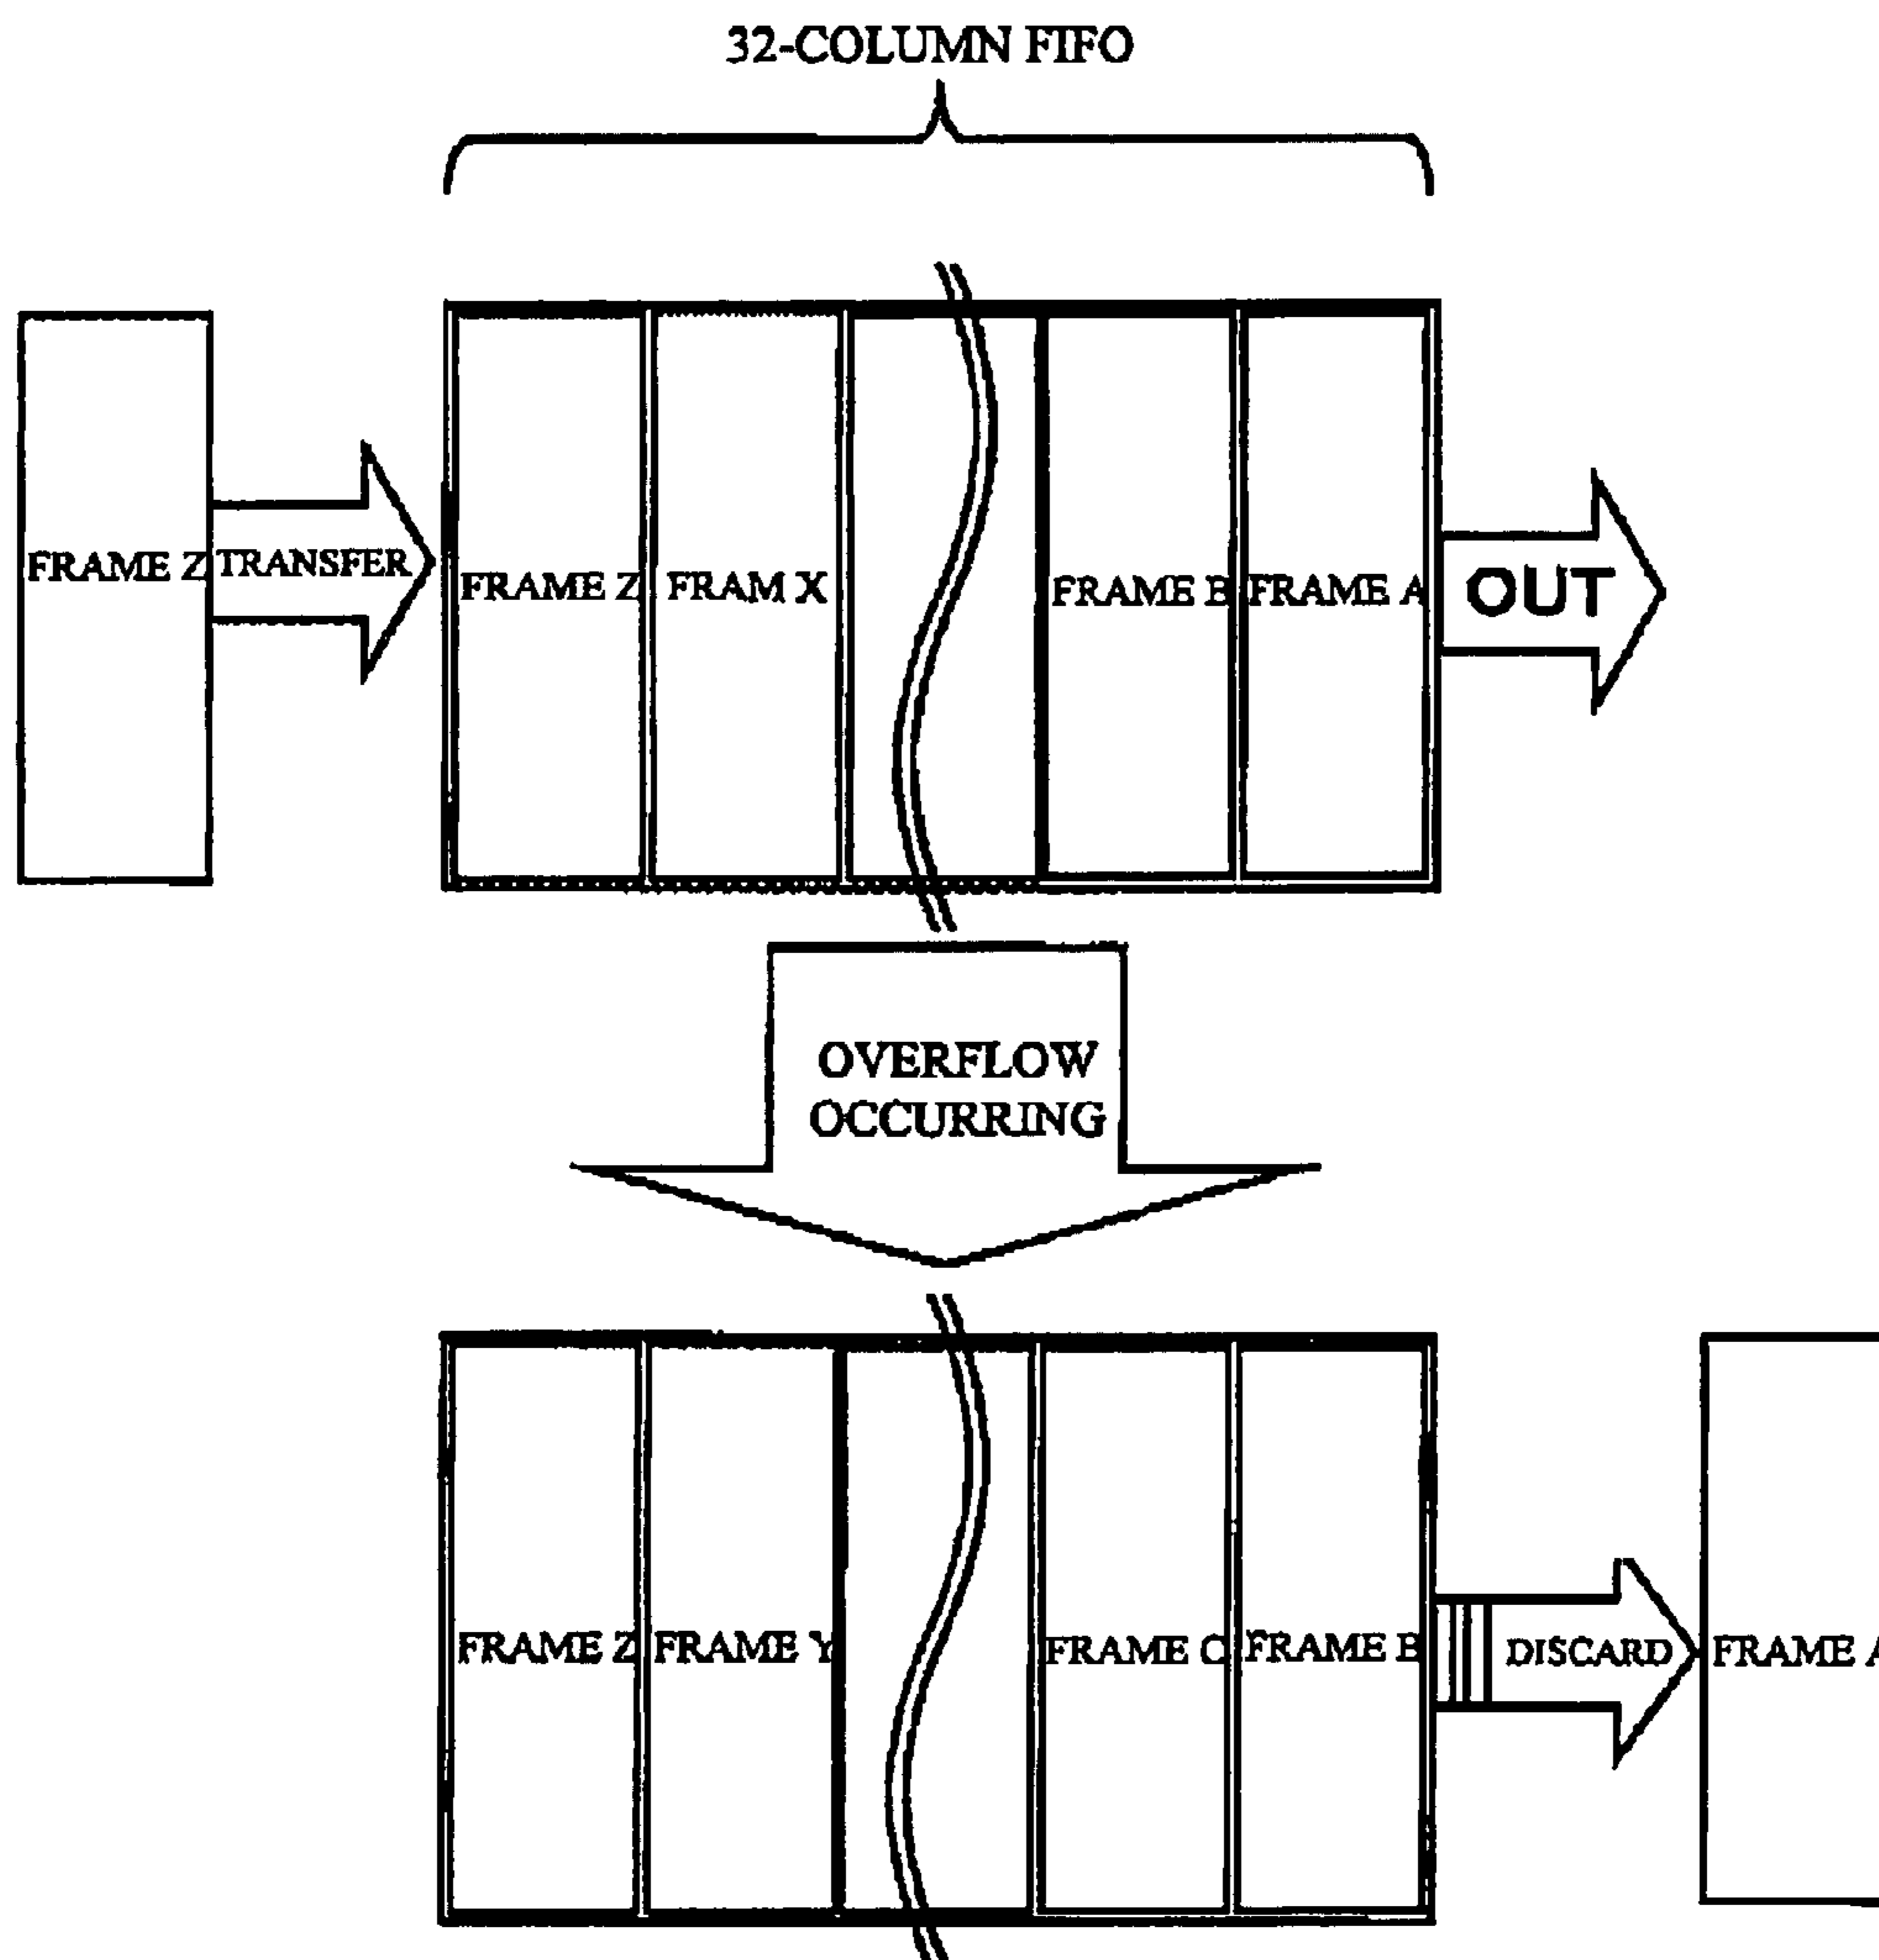 32-COLUMN FIFO
FRAME Z
TRANSFER
FRAME Z
FRAM X
FRAME B
FRAME A
OUT
OVERFLOW
OCCURRING
FRAME Z
FRAME Y
FRAME C
FRAME B
DISCARD
FRAME A